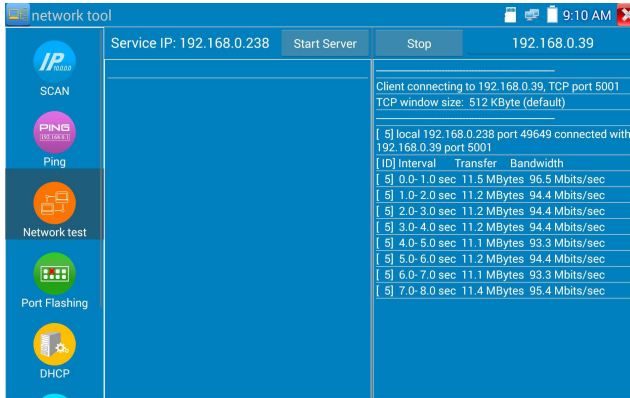 network tool
9:10 AM
Service IP: 192.168.0.238
Start Server
Stop
192.168.0.39
IP
10000
SCAN
PING
192.168.0.1
Ping
Network test
Port Flashing
DHCP
Client connecting to 192.168.0.39, TCP port 5001
TCP window size: 512 KByte (default)
[ 5] local 192.168.0.238 port 49649 connected with
192.168.0.39 port 5001
[ ID] Interval Transfer Bandwidth
[ 5] 0.0- 1.0 sec 11.5 MBytes 96.5 Mbits/sec
[ 5] 1.0- 2.0 sec 11.2 MBytes 94.4 Mbits/sec
[ 5] 2.0- 3.0 sec 11.2 MBytes 94.4 Mbits/sec
[ 5] 3.0- 4.0 sec 11.2 MBytes 94.4 Mbits/sec
[ 5] 4.0- 5.0 sec 11.1 MBytes 93.3 Mbits/sec
[ 5] 5.0- 6.0 sec 11.2 MBytes 94.4 Mbits/sec
[ 5] 6.0- 7.0 sec 11.1 MBytes 93.3 Mbits/sec
[ 5] 7.0- 8.0 sec 11.4 MBytes 95.4 Mbits/sec